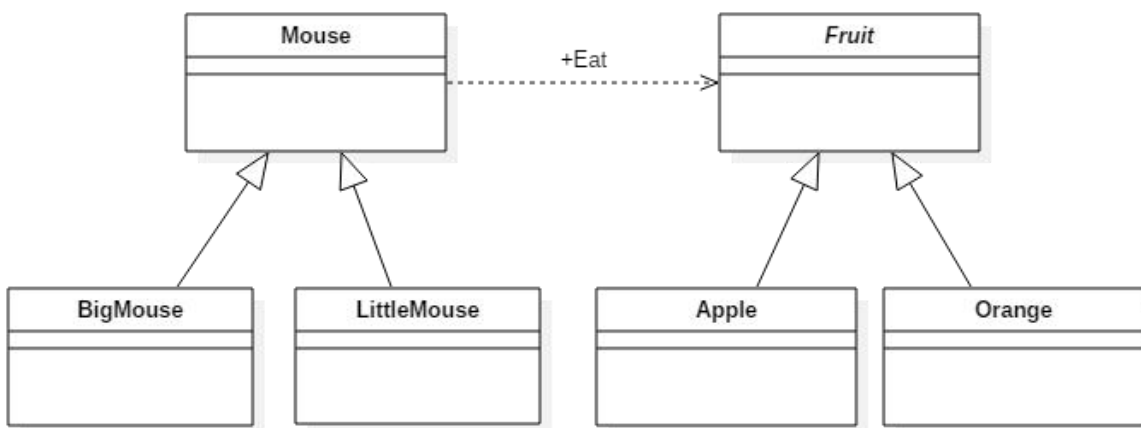 Mouse
Fruit
+Eat
BigMouse
LittleMouse
Apple
Orange